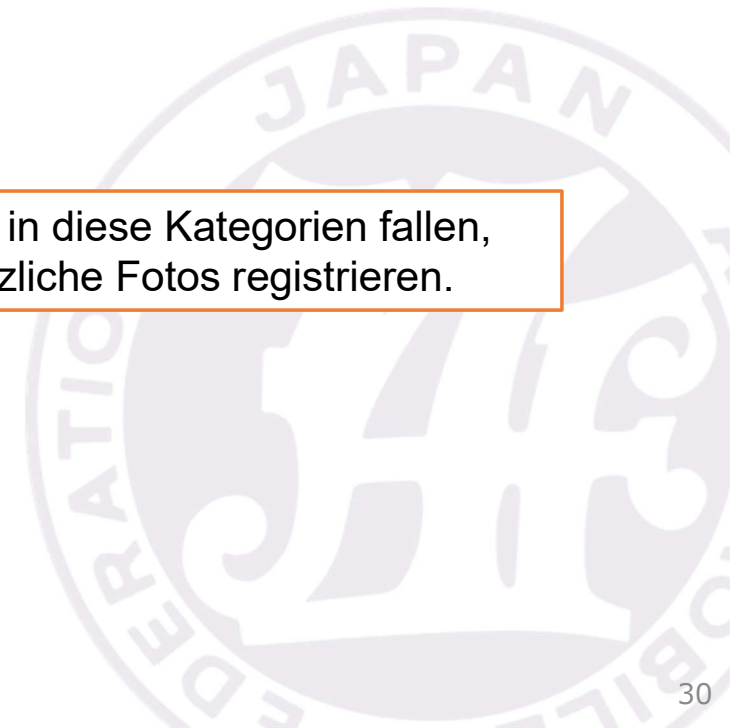 JAPAN
in diese Kategorien fallen,
zliche Fotos registrieren.
30